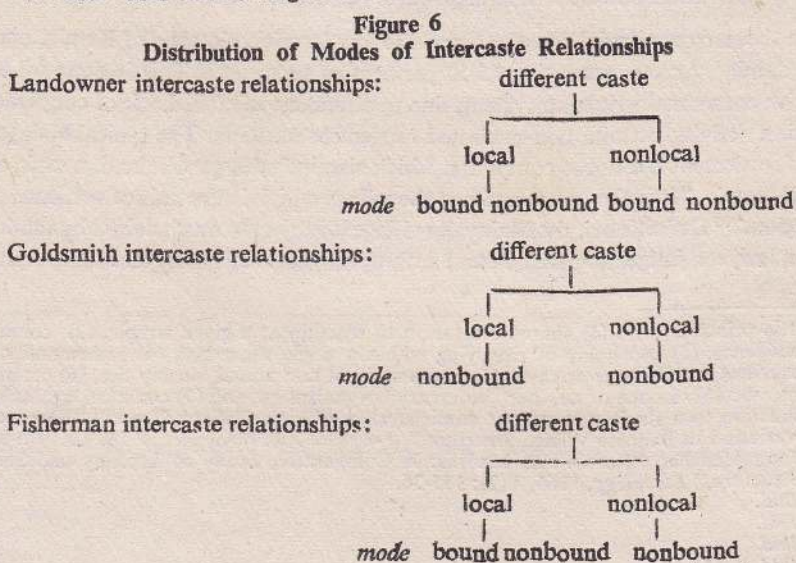 Figure 6
Distribution of Modes of Intercaste Relationships
Landowner intercaste relationships: different caste
local nonlocal
mode bound nonbound bound nonbound
Goldsmith intercaste relationships: different caste
local nonlocal
mode nonbound nonbound
Fisherman intercaste relationships: different caste
local nonlocal
mode bound nonbound nonbound